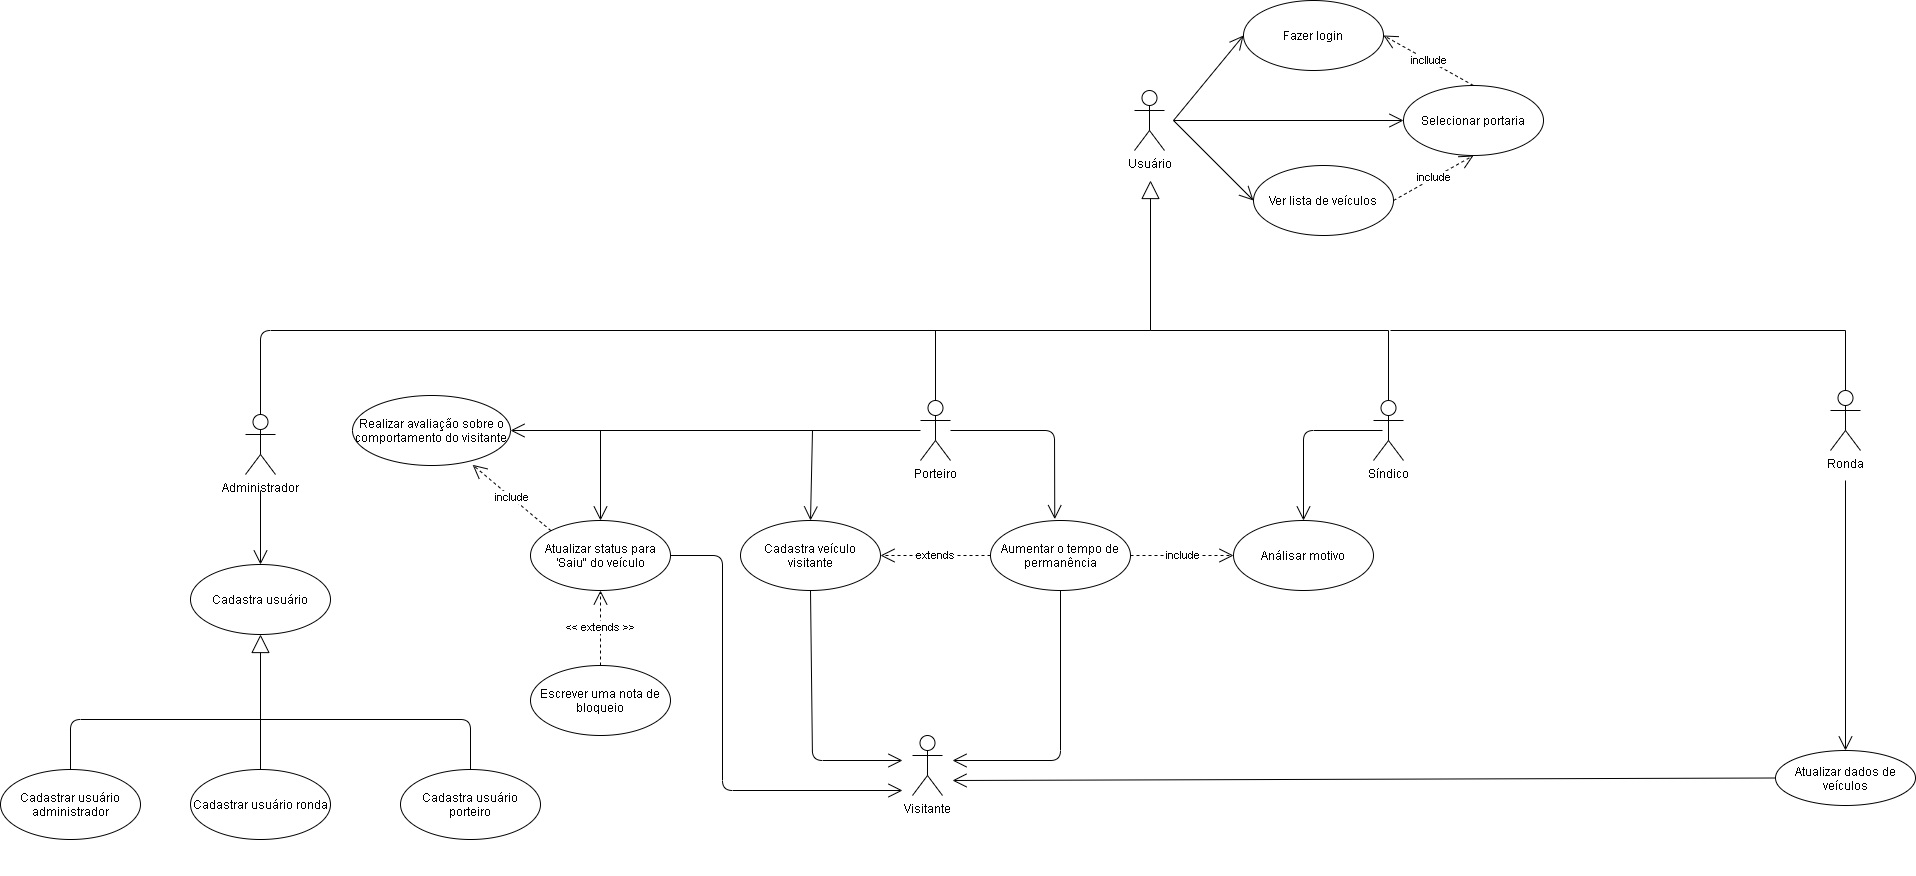 Fazer login
incllude
Selecionar portaria
Usuário
include
Ver lista de veículos
Realizar avaliação sobre o
comportamento do visitante
Porteiro
Síndico
Ronda
Administrador
include
Atualizar status para
"Saiu" do veículo
Cadastra veículo
visitante
extends
Aumentar o tempo de
permanência
include
Análisar motivo
Cadastra usuário
<< extends >>
Escrever uma nota de
bloqueio
Cadastrar usuário
administrador
Cadastrar usuário ronda
Cadastra usuário
porteiro
Visitante
Atualizar dados de
veículos